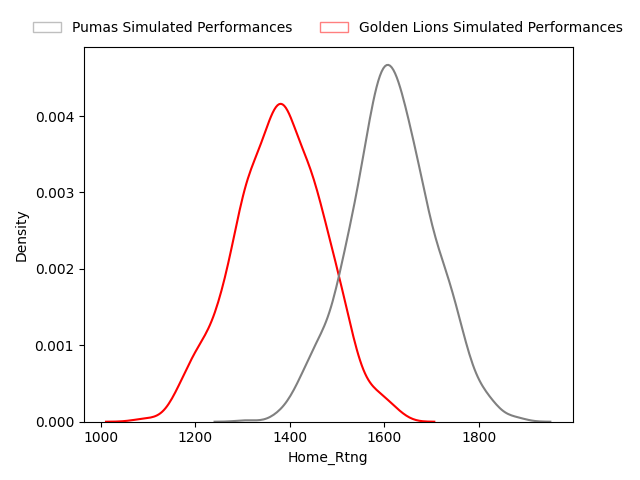 Pumas Simulated Performances Golden Lions Simulated Performances
0.004
0.003
0.002
0.001
0.000
Density
1000 1200 1400 1600 1800
Home_Rtng